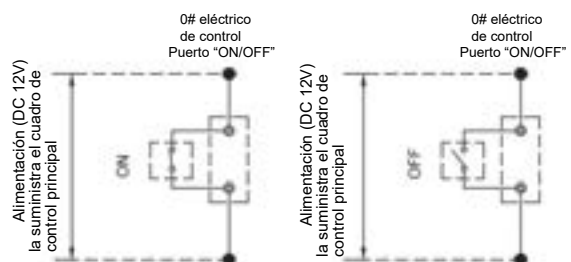 0# eléctrico
de control
Puerto “ON/OFF”
Alimentación (DC 12V)
la suministra el cuadro de
control principal
ON
0# eléctrico
de control
Puerto “ON/OFF”
Alimentación (DC 12V)
la suministra el cuadro de
control principal
OFF